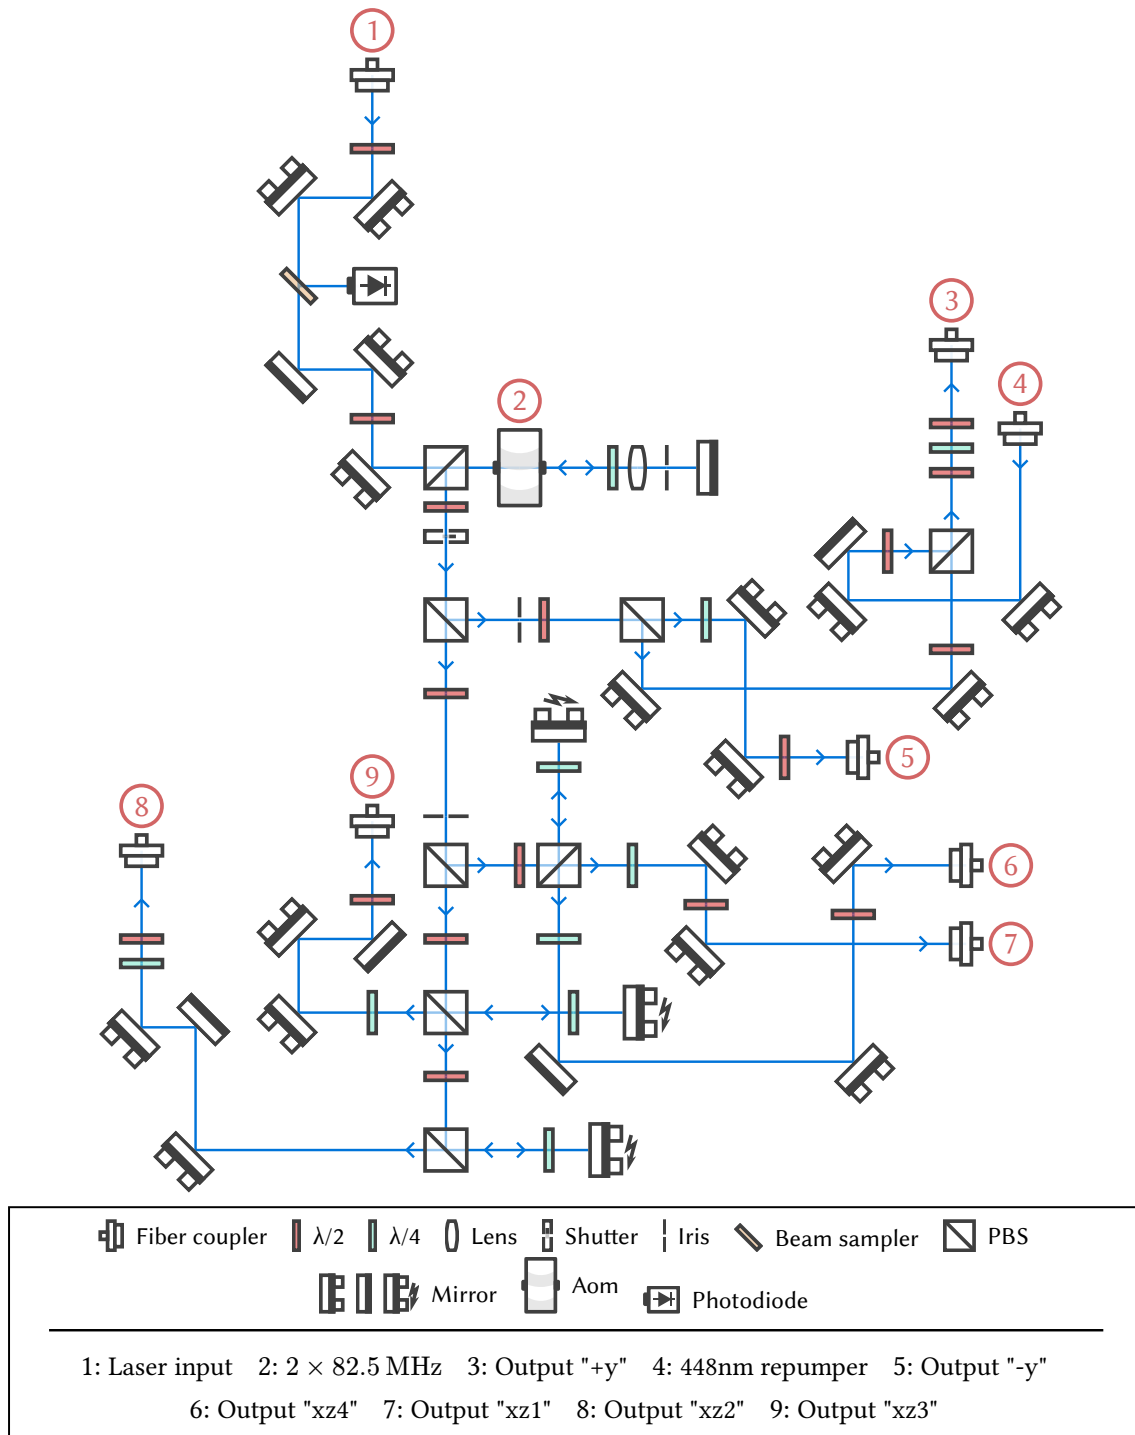 1
2
3
4
5
9
8
6
7
Fiber coupler λ/2 λ/4 Lens Shutter Iris Beam sampler PBS
Mirror Aom Photodiode
1: Laser input 2: 2 × 82.5 MHz 3: Output "+y" 4: 448nm repumper 5: Output "-y"
6: Output "xz4" 7: Output "xz1" 8: Output "xz2" 9: Output "xz3"